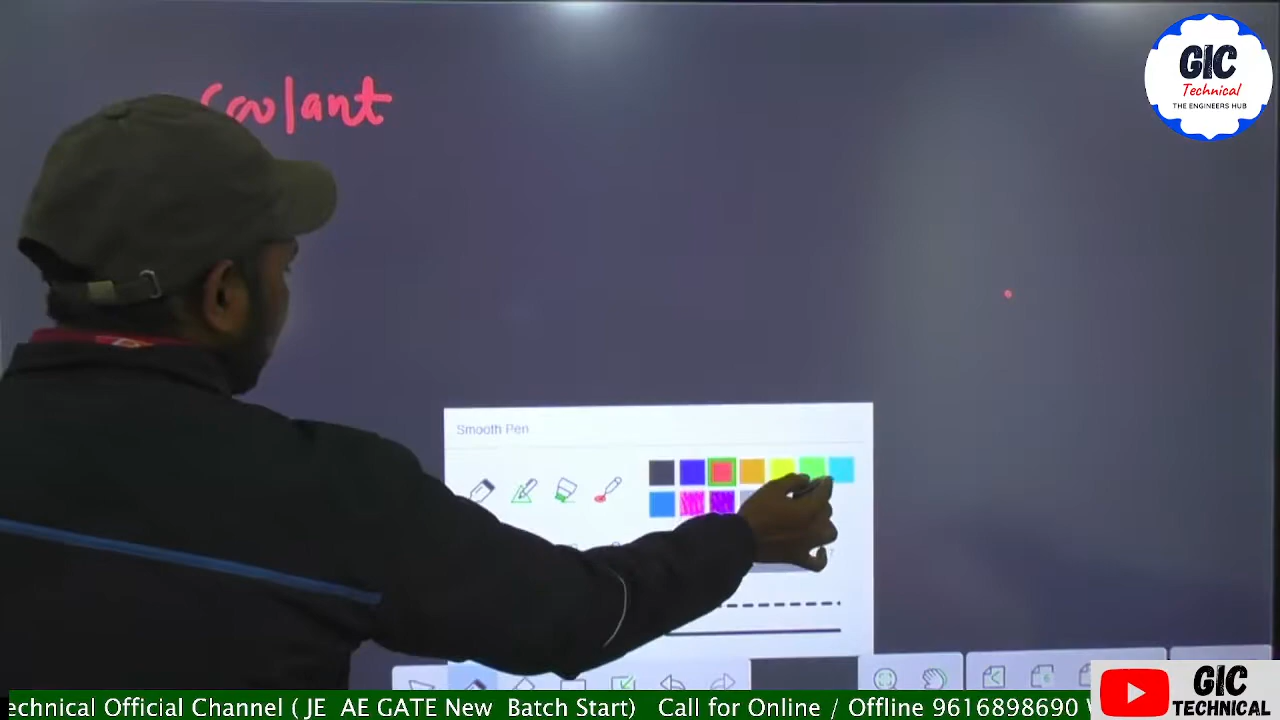 Coolant
GIC
Technical
THE ENGINEERS HUB
Smooth Pen
echnical Official Channel ( JE AE GATE New Batch Start) Call for Online / Offline 9616898690
GIC
TECHNICAL